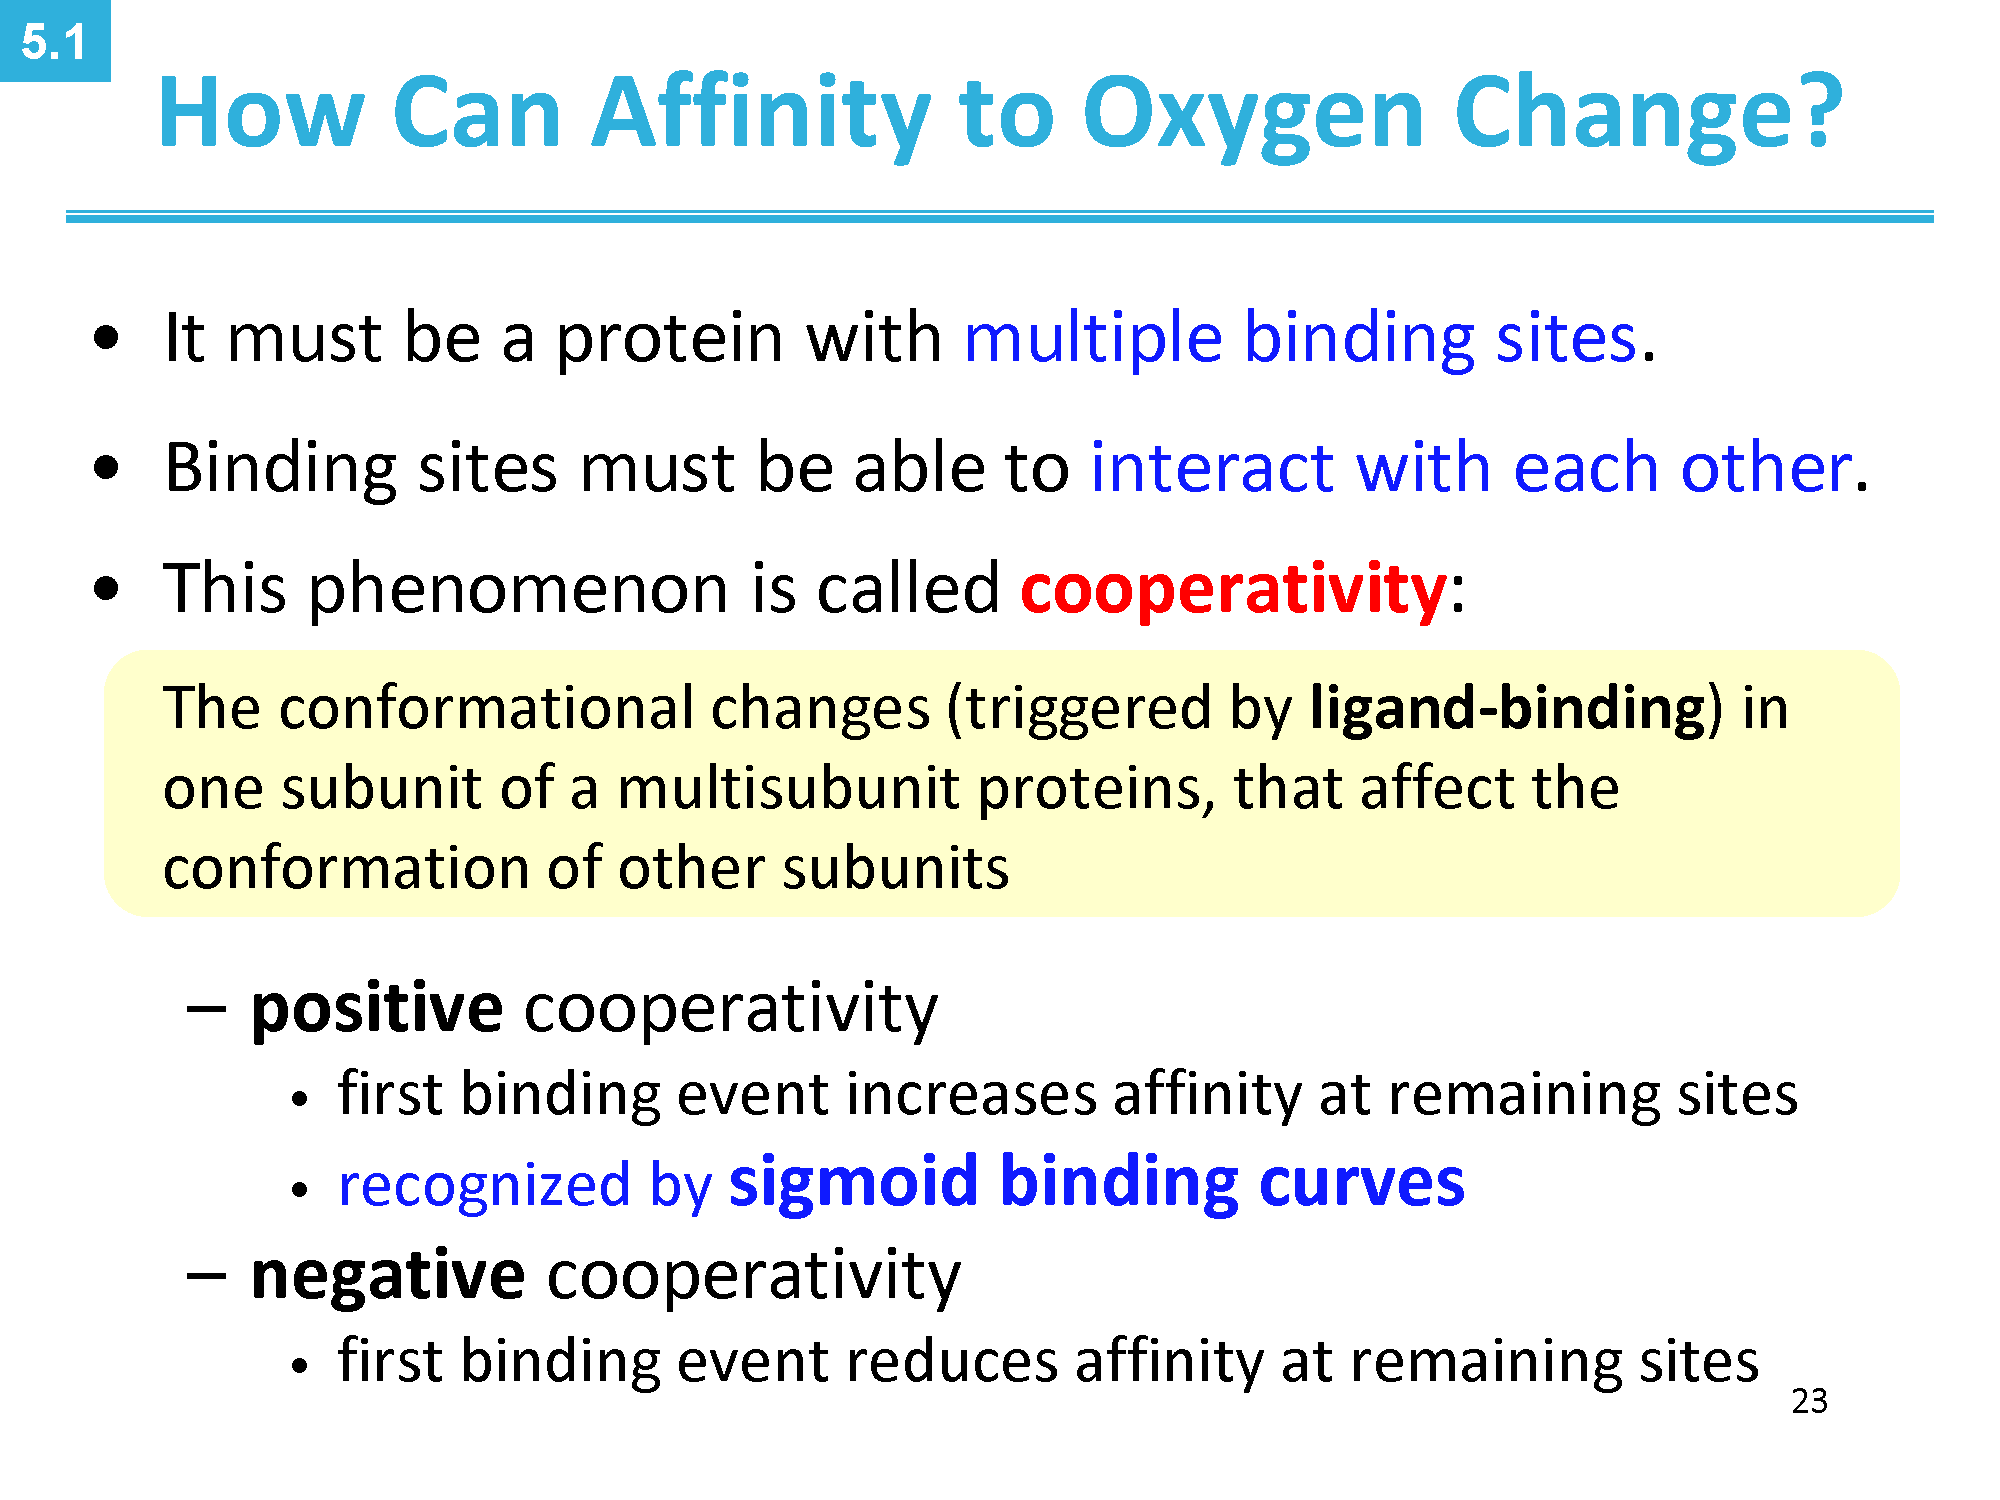 5.1
How Can Affinity to Oxygen Change?
• It must be a protein with multiple binding sites.
• Binding sites must be able to interact with each other.
• This phenomenon is called cooperativity:
The conformational changes (triggered by ligand-binding) in
one subunit of a multisubunit proteins, that affect the
conformation of other subunits
– positive cooperativity
• first binding event increases affinity at remaining sites
• recognized by sigmoid binding curves
– negative cooperativity
• first binding event reduces affinity at remaining sites
23